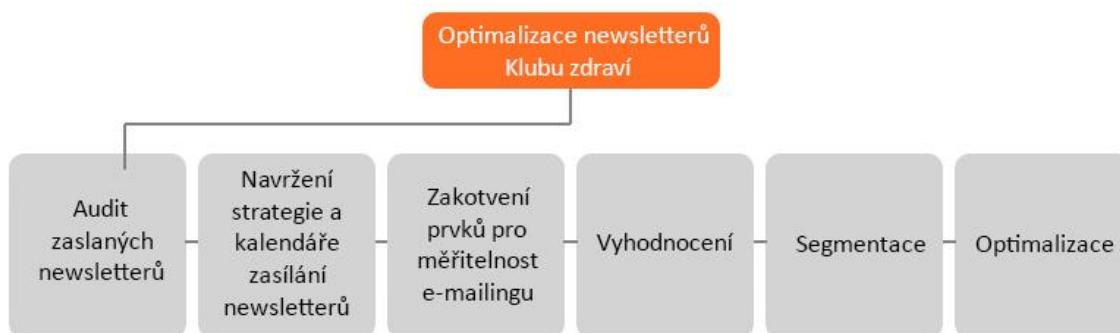 Optimalizace newsletterů
Klubu zdraví
Audit
zaslaných
newsletterů
Navržení
strategie a
kalendáře
zasílání
newsletterů
Zakotvení
prvků pro
měřitelnost
e-mailingu
Vyhodnocení
Segmentace
Optimalizace